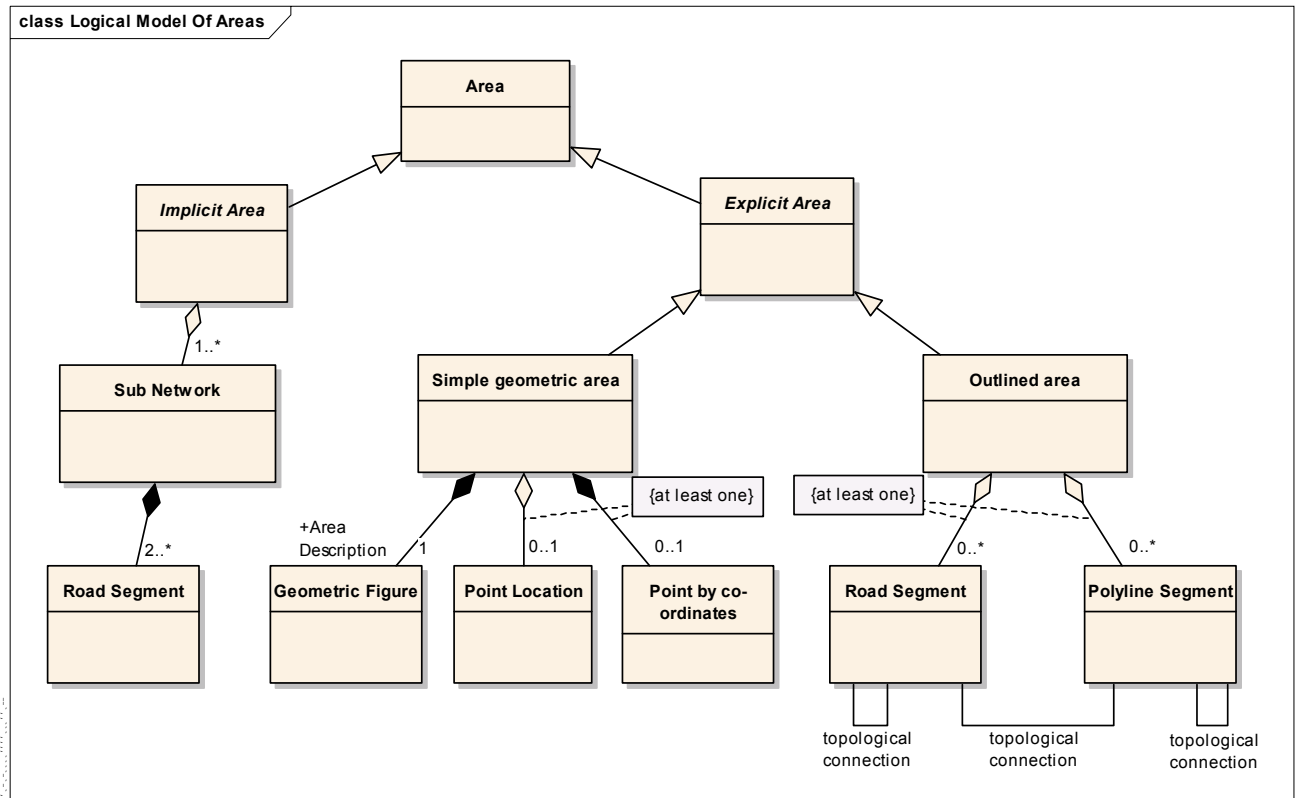 class Logical Model Of Areas
Area
Implicit Area
Explicit Area
1..*
Sub Network
Simple geometric area
Outlined area
{at least one}
{at least one}
+Area
Description
1
0..1
0..1
2..*
0..*
0..*
Road Segment
Geometric Figure
Point Location
Point by co-
ordinates
Road Segment
Polyline Segment
topological
connection
topological
connection
topological
connection